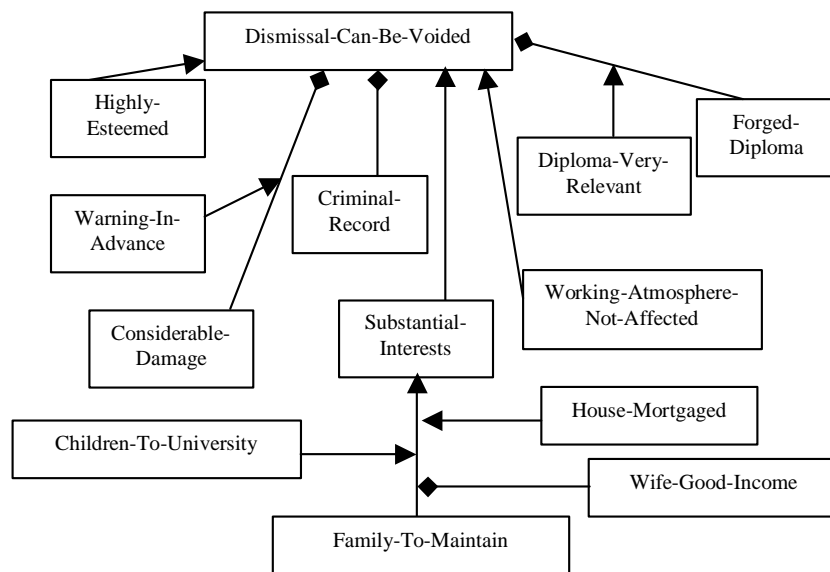 Dismissal-Can-Be-Voided
Highly-
Esteemed
Forged-
Diploma
Diploma-Very-
Relevant
Criminal-
Record
Warning-In-
Advance
Considerable-
Damage
Substantial-
Interests
Working-Atmosphere-
Not-Affected
House-Mortgaged
Children-To-University
Wife-Good-Income
Family-To-Maintain